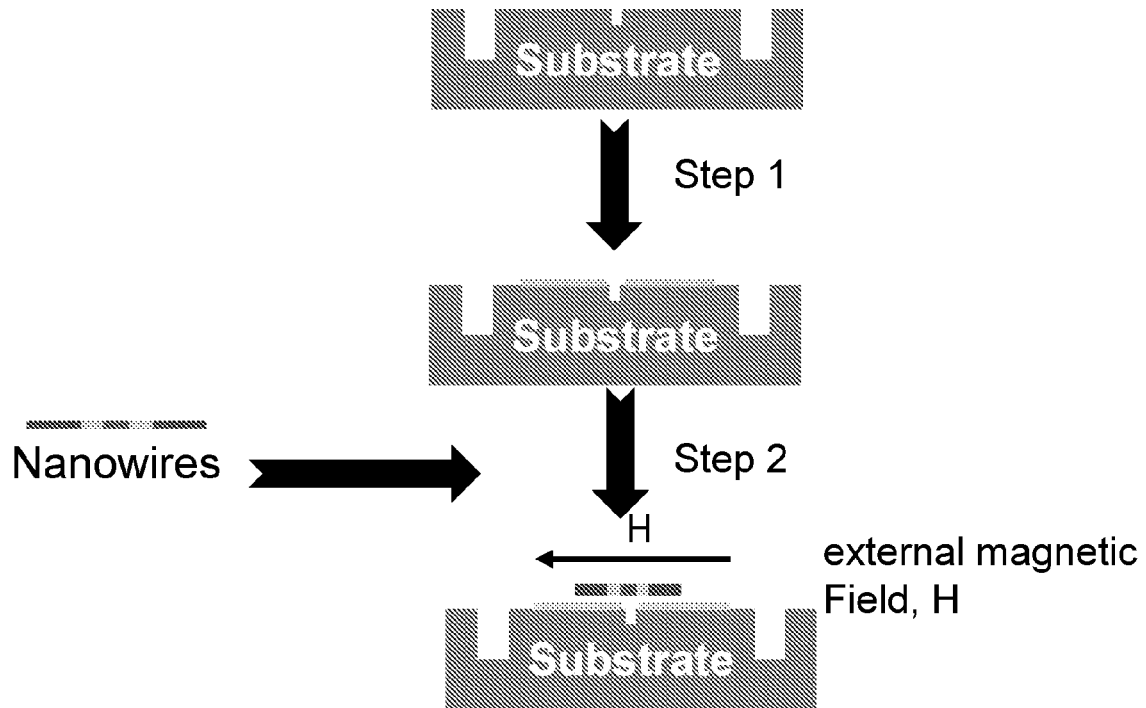 Substrate
Step 1
Substrate
Nanowires
Step 2
H
external magnetic
Field, H
Substrate